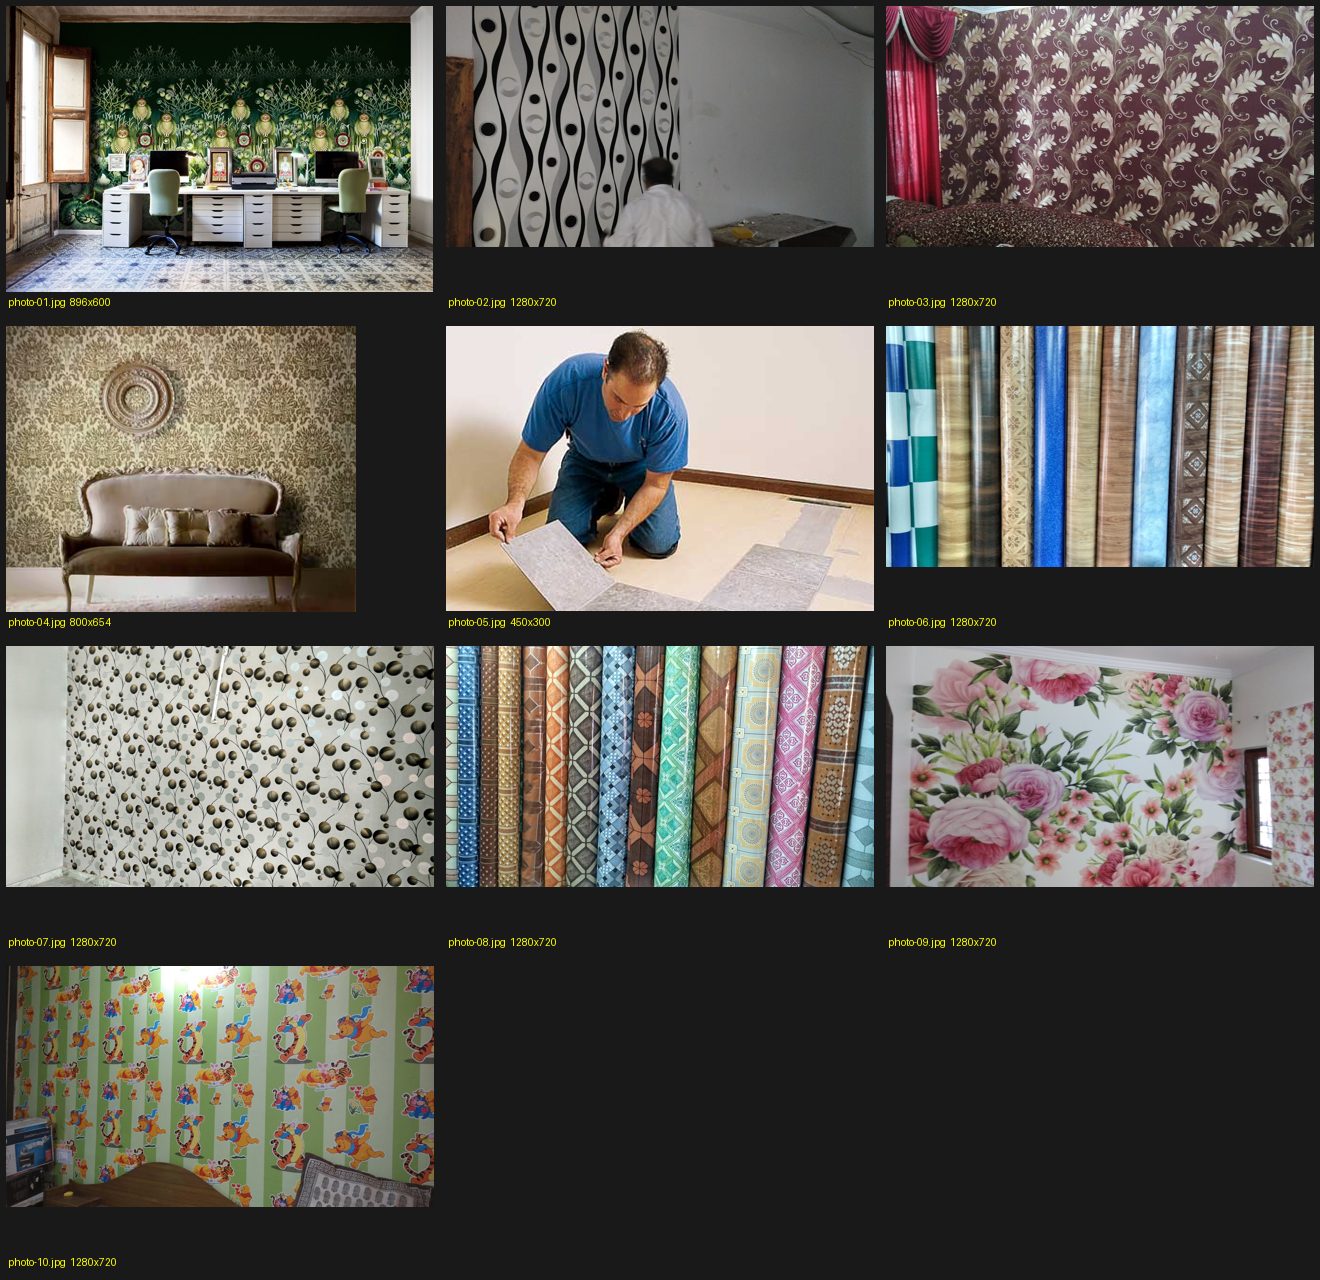 photo-01.jpg 896x600
photo-02.jpg 1280x720
photo-03.jpg 1280x720
photo-04.jpg 800x654
photo-05.jpg 450x300
photo-06.jpg 1280x720
photo-07.jpg 1280x720
photo-08.jpg 1280x720
photo-09.jpg 1280x720
photo-10.jpg 1280x720